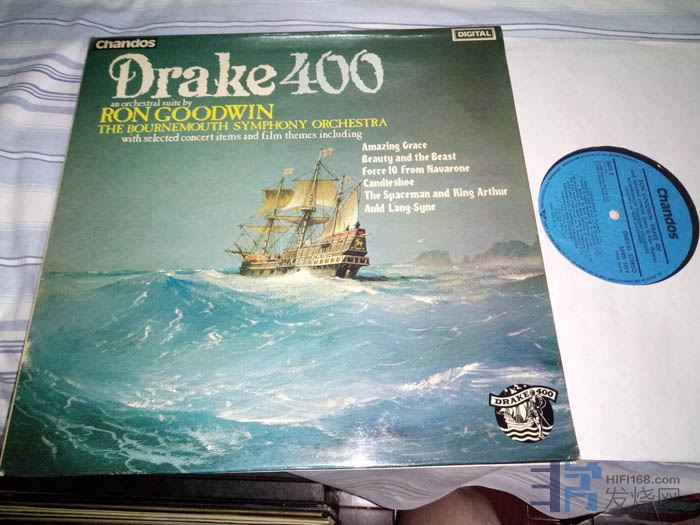 Chandos
DIGITAL
Drake 400
an orchestral suite by
RON GOODWIN
THE BOURNEMOUTH SYMPHONY ORCHESTRA
with selected concert items and film themes including
Amazing Grace
Beauty and the Beast
Force 10 From Navarone
Candleshoe
The Spaceman and King Arthur
Auld Lang-Syne
DRAKE 400
Chandos
HIFI168.com
发烧网